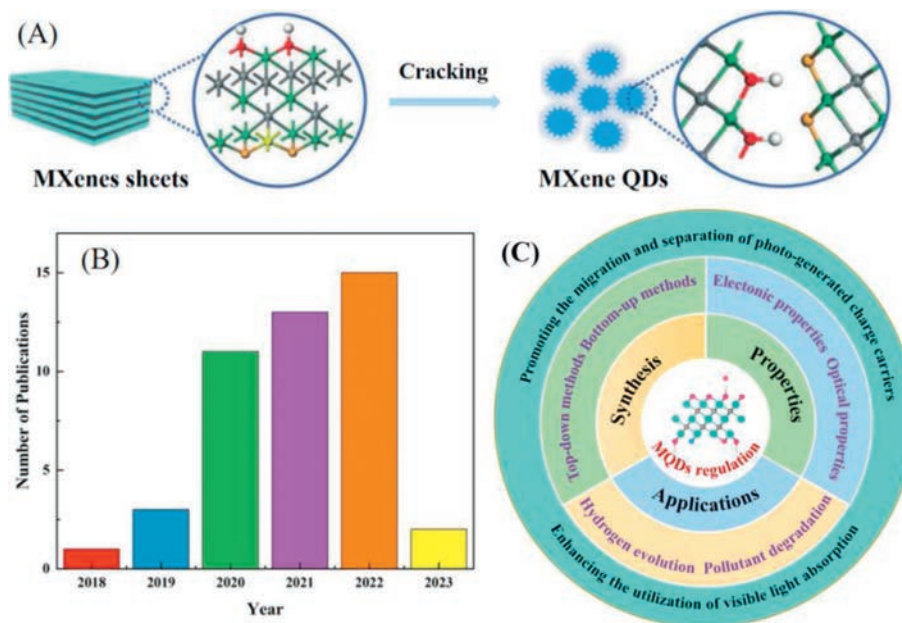 (A)
Cracking
MXenes sheets
MXene QDs
(B)
15
10
5
0
Number of Publications
2018 2019 2020 2021 2022 2023
Year
(C)
Promoting the migration and separation of photo-generated charge carriers
Top-down methods Bottom-up methods
Electonic properties Optical properties
Synthesis
Properties
MQDs regulation
Applications
Hydrogen evolution Pollutant degradation
Enhancing the utilization of visible light absorption